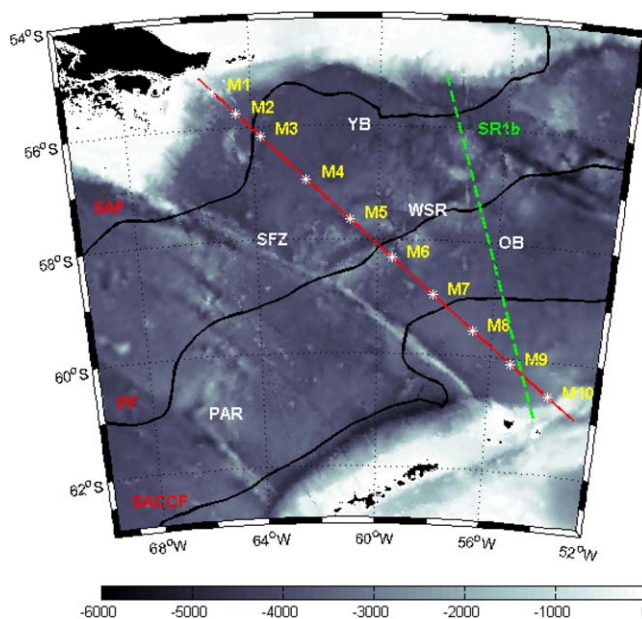 54°S
M1
M2
M3
YB
SR1b
56°S
M4
SAF
M5
WSR
SFZ
OB
58°S
M6
M7
M8
60°S
M9
PF
PAR
M10
SACCF
62°S
68°W
64°W
60°W
56°W
52°W
-6000 -5000 -4000 -3000 -2000 -1000